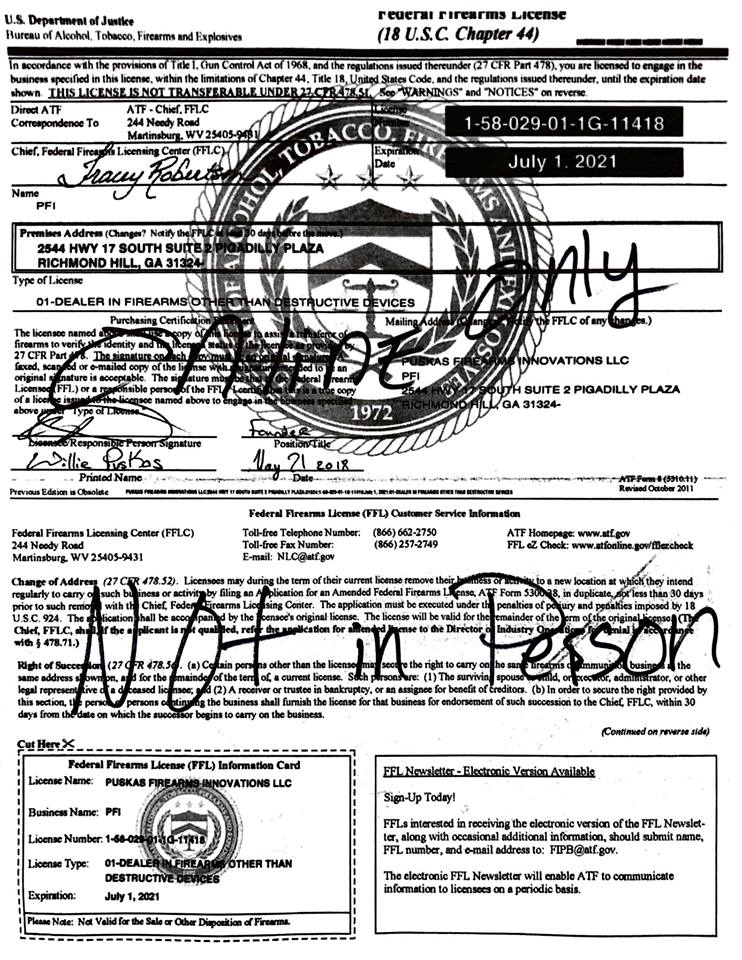 U.S. Department of Justice
Bureau of Alcohol, Tobacco, Firearms and Explosives
Federal Firearms License
(18 U.S.C. Chapter 44)
In accordance with the provisions of Title I, Gun Control Act of 1968, and the regulations issued thereunder (27 CFR Part 478), you are licensed to engage in the
business specified in this license, within the limitations of Chapter 44, Title 18, United States Code, and the regulations issued thereunder, until the expiration date
shown. THIS LICENSE IS NOT TRANSFERABLE UNDER 27 CFR 478.51. See "WARNINGS" and "NOTICES" on reverse.
Direct ATF
Correspondence To
ATF - Chief, FFLC
244 Needy Road
Martinsburg, WV 25405-9431
License
Number
1-58-029-01-1G-11418
Chief, Federal Firearms Licensing Center (FFLC)
Tracey Robertson
Expiration
Date
July 1, 2021
Name
PFI
Premises Address (Changes? Notify the FFLC at least 30 days before the move.)
2544 HWY 17 SOUTH SUITE 2 PIGADILLY PLAZA
RICHMOND HILL, GA 31324-
Type of License
01-DEALER IN FIREARMS OTHER THAN DESTRUCTIVE DEVICES
Purchasing Certification Statement
The licensee named above shall use a copy of this license to assist a transferor of
firearms to verify the identity and the licensed status of the licensee as provided by
27 CFR Part 478. The signature on each copy must be an original signature. A
faxed, scanned or e-mailed copy of the license with a signature intended to be an
original signature is acceptable. The signature must be that of the Federal Firearms
Licensee (FFL) or a responsible person of the FFL. I certify that this is a true copy
of a license issued to the licensee named above to engage in the business specified
above under "Type of License."
Mailing Address (Changes? Notify the FFLC of any changes.)
PUSKAS FIREARMS INNOVATIONS LLC
PFI
2544 HWY 17 SOUTH SUITE 2 PIGADILLY PLAZA
RICHMOND HILL, GA 31324-
ALCOHOL, TOBACCO, FIREARMS AND EXPLOSIVES
1972
Online only
Licensee/Responsible Person Signature
Founder
Position/Title
Willie Puskas
Printed Name
May 21 2018
Date
ATF Form 8 (5310.11)
Revised October 2011
Previous Edition is Obsolete
PUSKAS FIREARMS INNOVATIONS LLC:2544 HWY 17 SOUTH SUITE 2 PIGADILLY PLAZA:31324:1-58-029-01-1G-11418:July 1, 2021:01-DEALER IN FIREARMS OTHER THAN DESTRUCTIVE DEVICES
Federal Firearms License (FFL) Customer Service Information
Federal Firearms Licensing Center (FFLC)
244 Needy Road
Martinsburg, WV 25405-9431
Toll-free Telephone Number: (866) 662-2750
Toll-free Fax Number: (866) 257-2749
E-mail: NLC@atf.gov
ATF Homepage: www.atf.gov
FFL eZ Check: www.atfonline.gov/fflezcheck
Change of Address (27 CFR 478.52). Licensees may during the term of their current license remove their business or activity to a new location at which they intend
regularly to carry on such business or activity by filing an Application for an Amended Federal Firearms License, ATF Form 5300.38, in duplicate, not less than 30 days
prior to such removal with the Chief, Federal Firearms Licensing Center. The application must be executed under the penalties of perjury and penalties imposed by 18
U.S.C. 924. The application shall be accompanied by the licensee's original license. The license will be valid for the remainder of the term of the original license. (The
Chief, FFLC, shall, if the applicant is not qualified, refer the application for amended license to the Director of Industry Operations for denial in accordance
with § 478.71.)
Not in Person
Right of Succession (27 CFR 478.56). (a) Certain persons other than the licensee may secure the right to carry on the same firearms or ammunition business at the
same address shown on, and for the remainder of the term of, a current license. Such persons are: (1) The surviving spouse or child, or executor, administrator, or other
legal representative of a deceased licensee; and (2) A receiver or trustee in bankruptcy, or an assignee for benefit of creditors. (b) In order to secure the right provided by
this section, the person or persons continuing the business shall furnish the license for that business for endorsement of such succession to the Chief, FFLC, within 30
days from the date on which the successor begins to carry on the business.
(Continued on reverse side)
Cut Here
Federal Firearms License (FFL) Information Card
License Name: PUSKAS FIREARMS INNOVATIONS LLC
Business Name: PFI
License Number: 1-58-029-01-1G-11418
License Type: 01-DEALER IN FIREARMS OTHER THAN
DESTRUCTIVE DEVICES
Expiration: July 1, 2021
Please Note: Not Valid for the Sale or Other Disposition of Firearms.
FFL Newsletter - Electronic Version Available
Sign-Up Today!
FFLs interested in receiving the electronic version of the FFL Newslet-
ter, along with occasional additional information, should submit name,
FFL number, and e-mail address to: FIPB@atf.gov.
The electronic FFL Newsletter will enable ATF to communicate
information to licensees on a periodic basis.